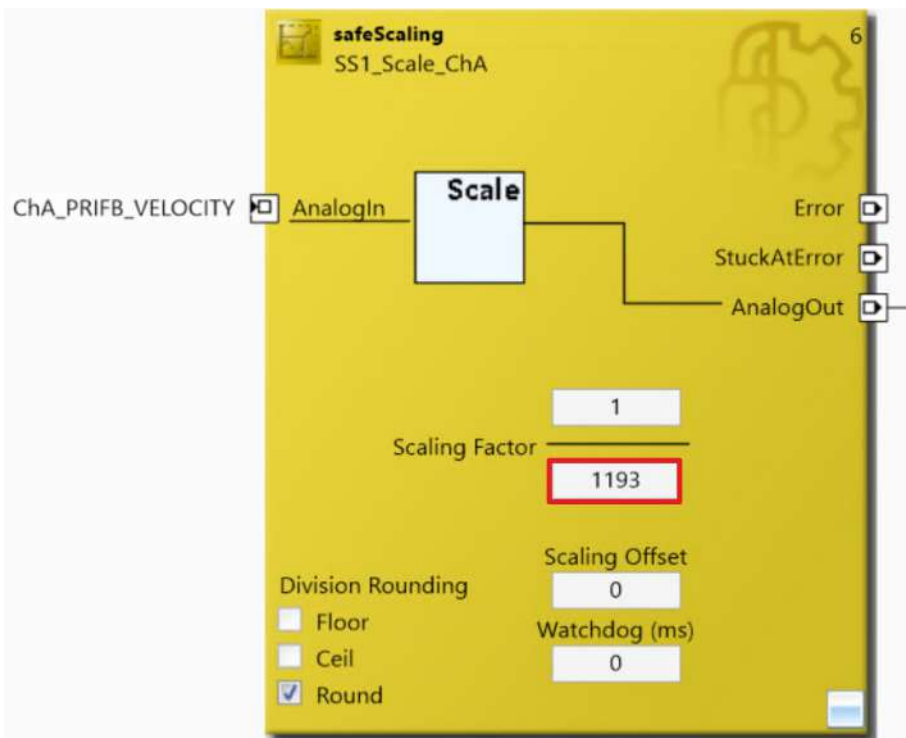 safeScaling
6
SS1_Scale_ChA
Scale
ChA_PRIFB_VELOCITY
AnalogIn
Error
StuckAtError
AnalogOut
1
Scaling Factor
1193
Scaling Offset
Division Rounding
0
Floor
Watchdog (ms)
Ceil
0
Round